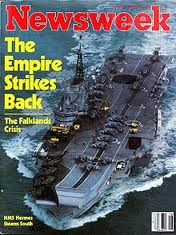 Newsweek
The
Empire
Strikes
Back
The Falklands
Crisis
HMS Hermes
Steams South